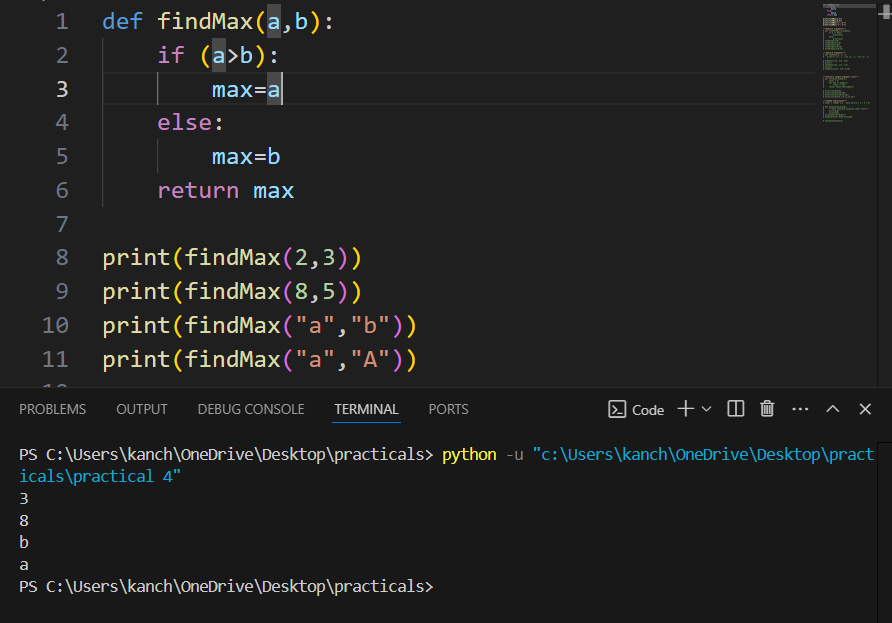 1 def findMax(a,b):
2     if (a>b):
3         max=a
4     else:
5         max=b
6     return max
7
8 print(findMax(2,3))
9 print(findMax(8,5))
10 print(findMax("a","b"))
11 print(findMax("a","A"))
PROBLEMS OUTPUT DEBUG CONSOLE TERMINAL PORTS Code
PS C:\Users\kanch\OneDrive\Desktop\practicals> python -u "c:\Users\kanch\OneDrive\Desktop\pract
icals\practical 4"
3
8
b
a
PS C:\Users\kanch\OneDrive\Desktop\practicals>